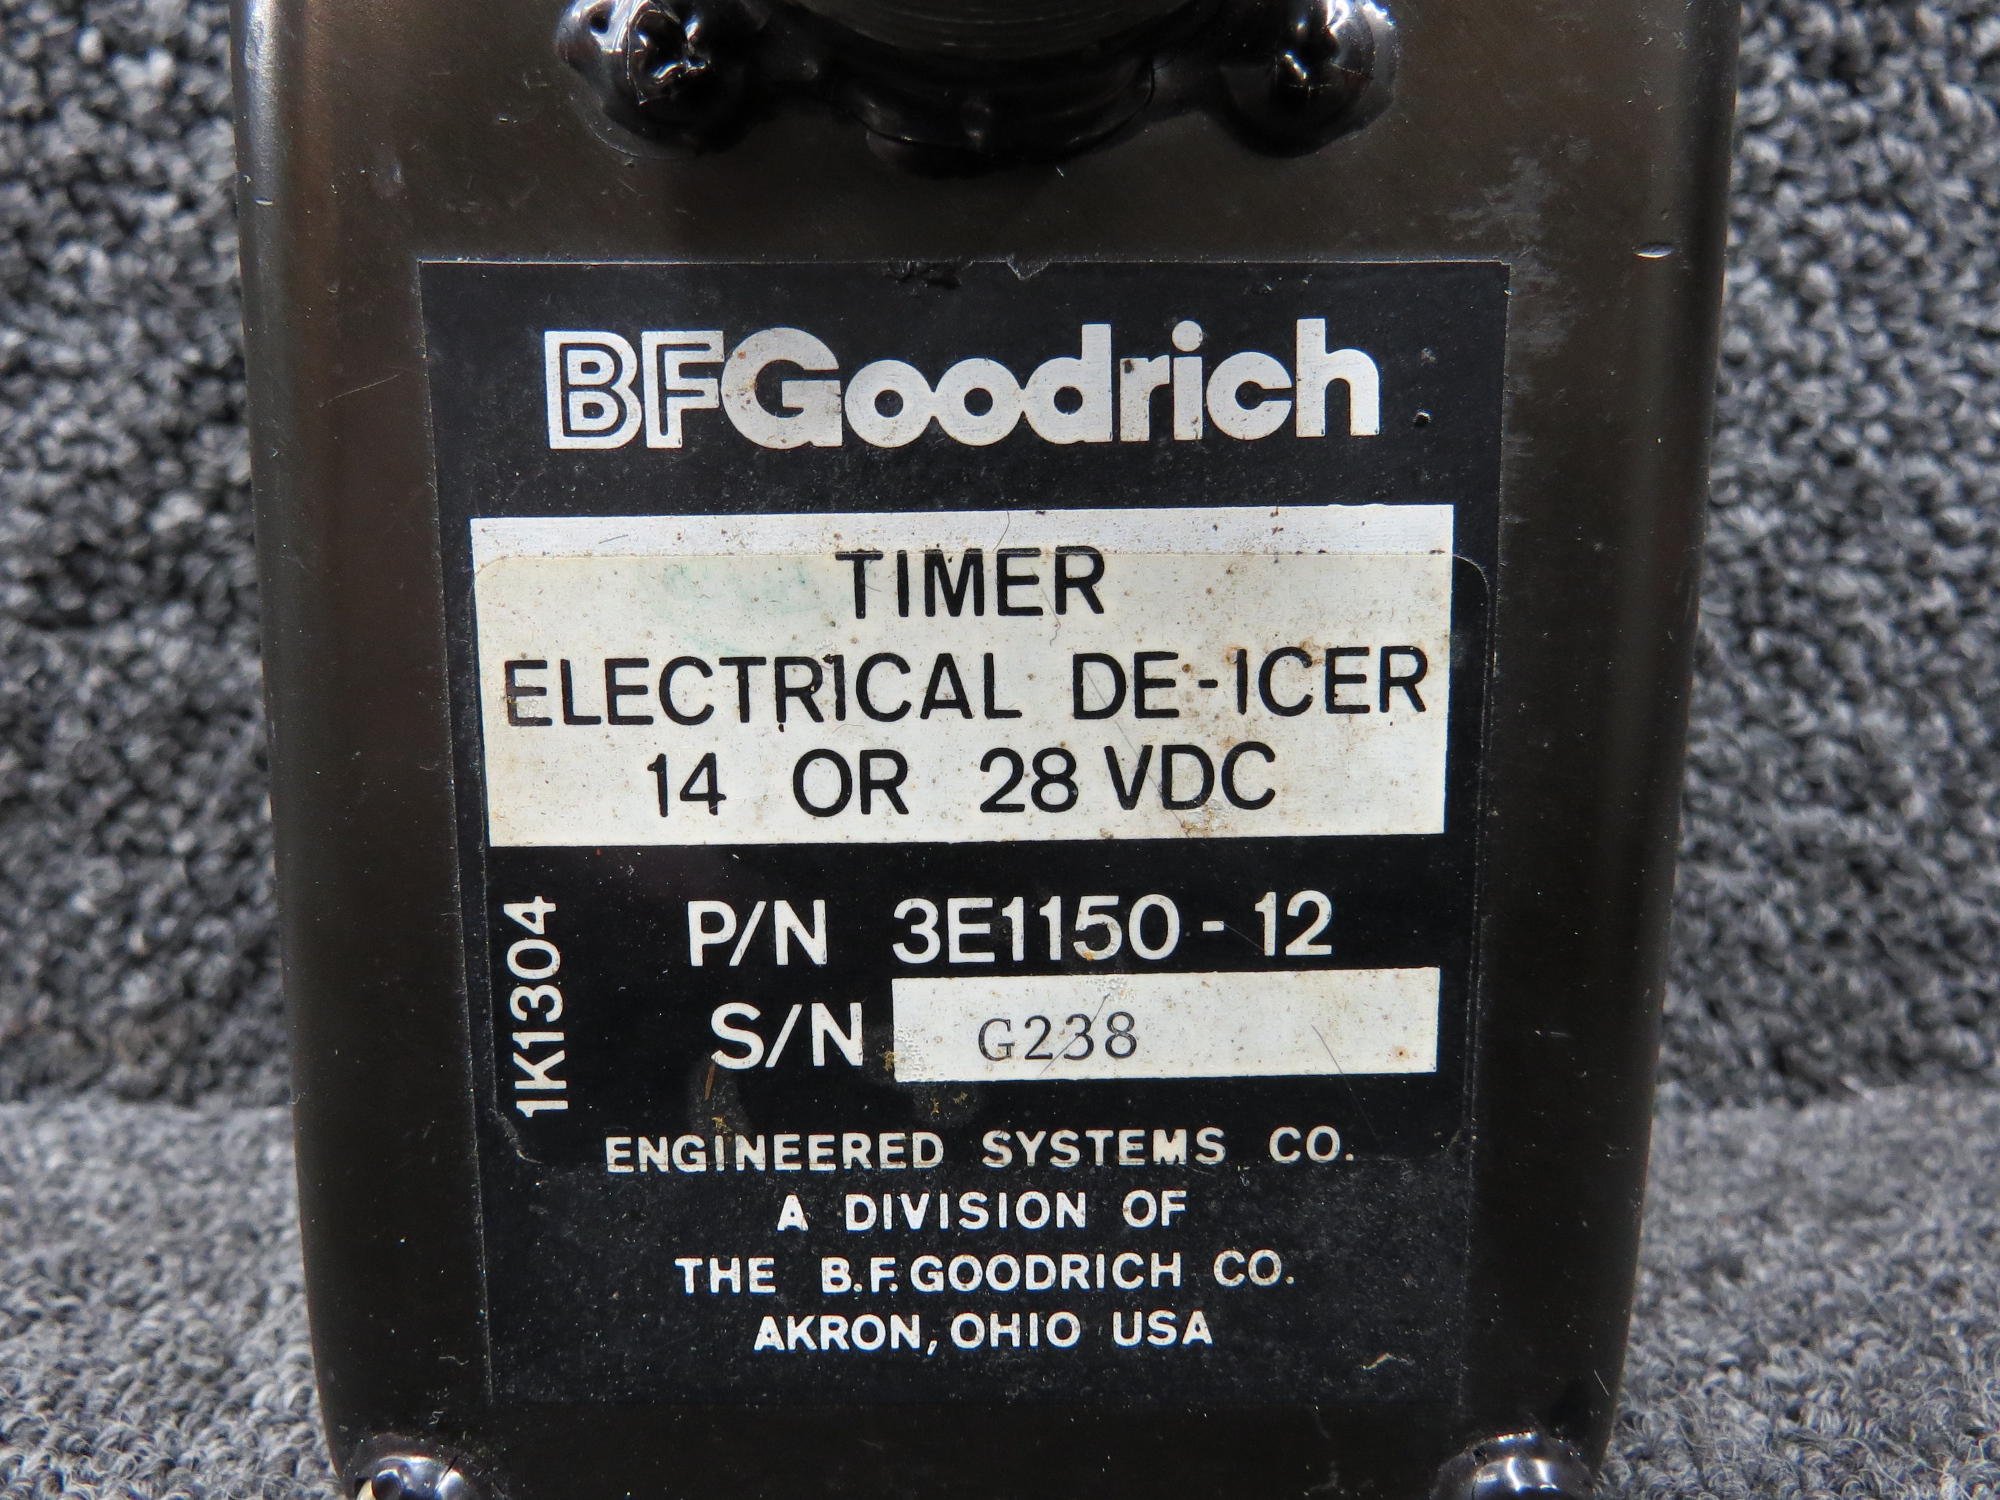 BFGoodrich
TIMER
ELECTRICAL DE-ICER
14 OR 28 VDC
P/N 3E1150-12
S/N G238
1K1304
ENGINEERED SYSTEMS CO.
A DIVISION OF
THE B.F.GOODRICH CO.
AKRON, OHIO USA